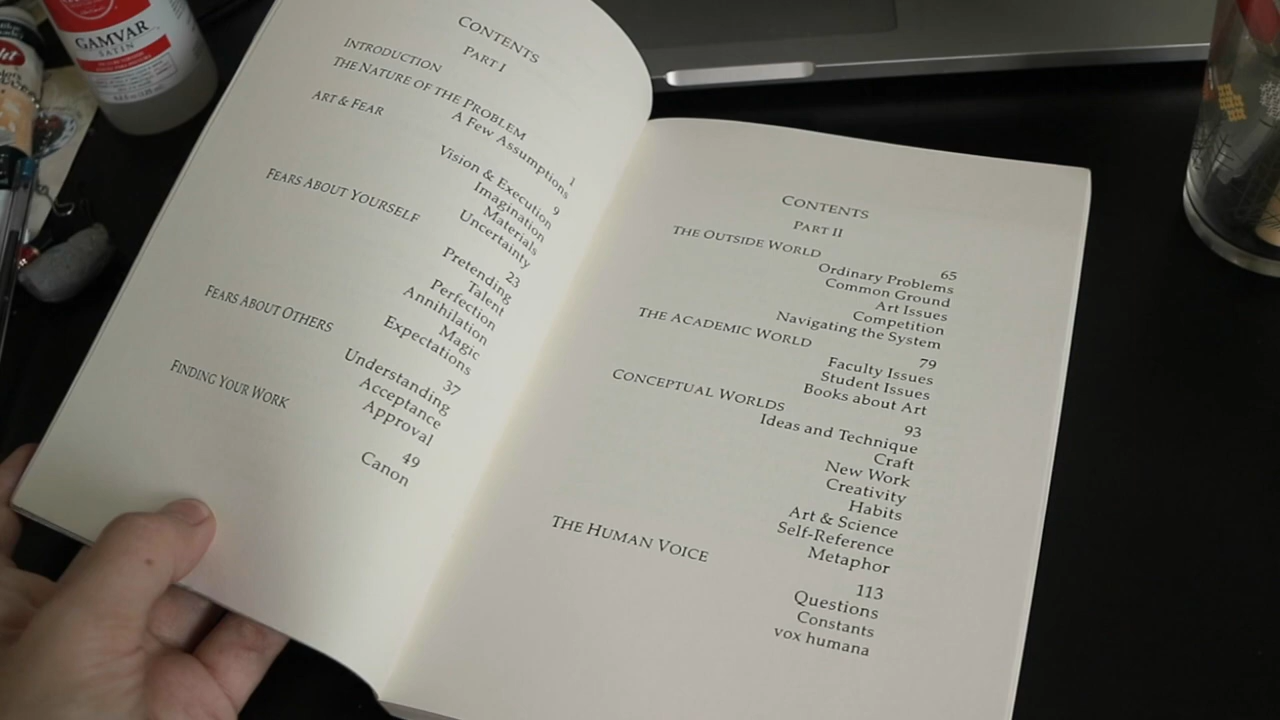 GAMVAR
SATIN
CONTENTS
PART I
INTRODUCTION
THE NATURE OF THE PROBLEM
1
A Few Assumptions
ART & FEAR
9
Vision & Execution
Imagination
Materials
Uncertainty
FEARS ABOUT YOURSELF
23
Pretending
Talent
Perfection
Annihilation
Magic
Expectations
FEARS ABOUT OTHERS
37
Understanding
Acceptance
Approval
FINDING YOUR WORK
49
Canon
CONTENTS
PART II
THE OUTSIDE WORLD
65
Ordinary Problems
Common Ground
Art Issues
Competition
Navigating the System
THE ACADEMIC WORLD
79
Faculty Issues
Student Issues
Books about Art
CONCEPTUAL WORLDS
93
Ideas and Technique
Craft
New Work
Creativity
Habits
Art & Science
Self-Reference
Metaphor
THE HUMAN VOICE
113
Questions
Constants
vox humana